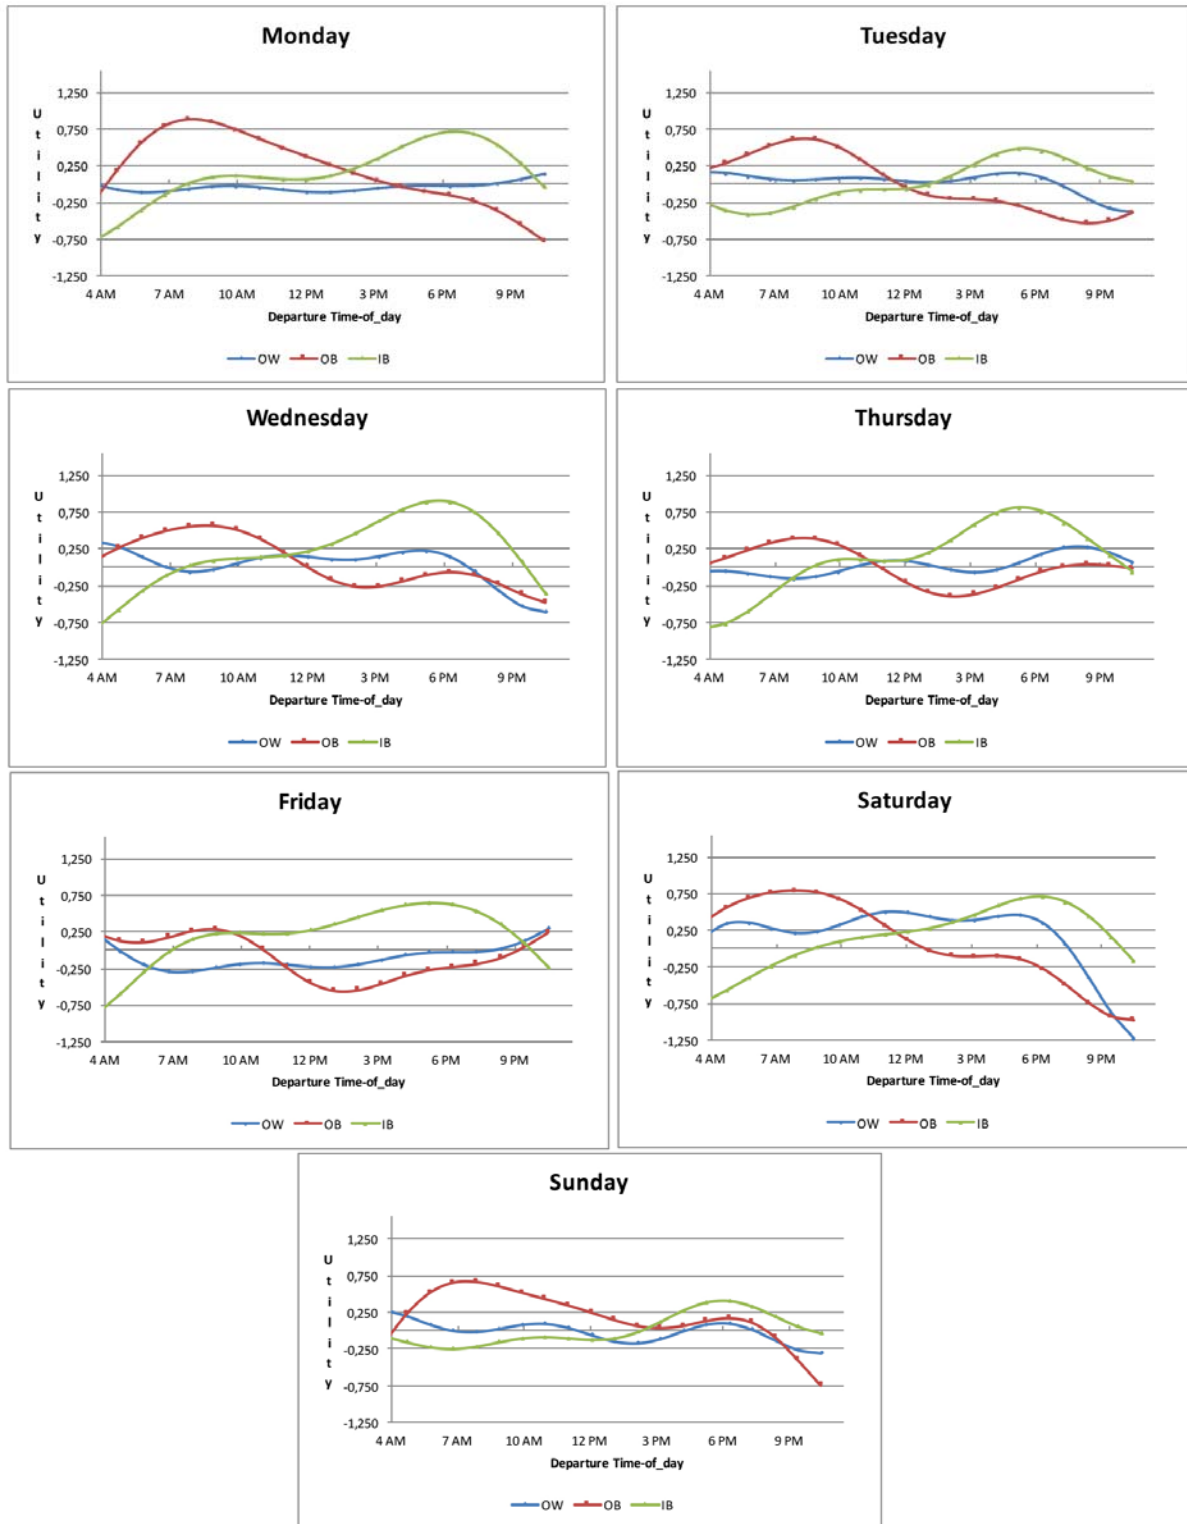 Monday
Utility
1,250
0,750
0,250
-0,250
-0,750
-1,250
4 AM 7 AM 10 AM 12 PM 3 PM 6 PM 9 PM
Departure Time-of_day
OW OB IB
Tuesday
Utility
1,250
0,750
0,250
-0,250
-0,750
-1,250
4 AM 7 AM 10 AM 12 PM 3 PM 6 PM 9 PM
Departure Time-of_day
OW OB IB
Wednesday
Utility
1,250
0,750
0,250
-0,250
-0,750
-1,250
4 AM 7 AM 10 AM 12 PM 3 PM 6 PM 9 PM
Departure Time-of_day
OW OB IB
Thursday
Utility
1,250
0,750
0,250
-0,250
-0,750
-1,250
4 AM 7 AM 10 AM 12 PM 3 PM 6 PM 9 PM
Departure Time-of_day
OW OB IB
Friday
Utility
1,250
0,750
0,250
-0,250
-0,750
-1,250
4 AM 7 AM 10 AM 12 PM 3 PM 6 PM 9 PM
Departure Time-of_day
OW OB IB
Saturday
Utility
1,250
0,750
0,250
-0,250
-0,750
-1,250
4 AM 7 AM 10 AM 12 PM 3 PM 6 PM 9 PM
Departure Time-of_day
OW OB IB
Sunday
Utility
1,250
0,750
0,250
-0,250
-0,750
-1,250
4 AM 7 AM 10 AM 12 PM 3 PM 6 PM 9 PM
Departure Time-of_day
OW OB IB